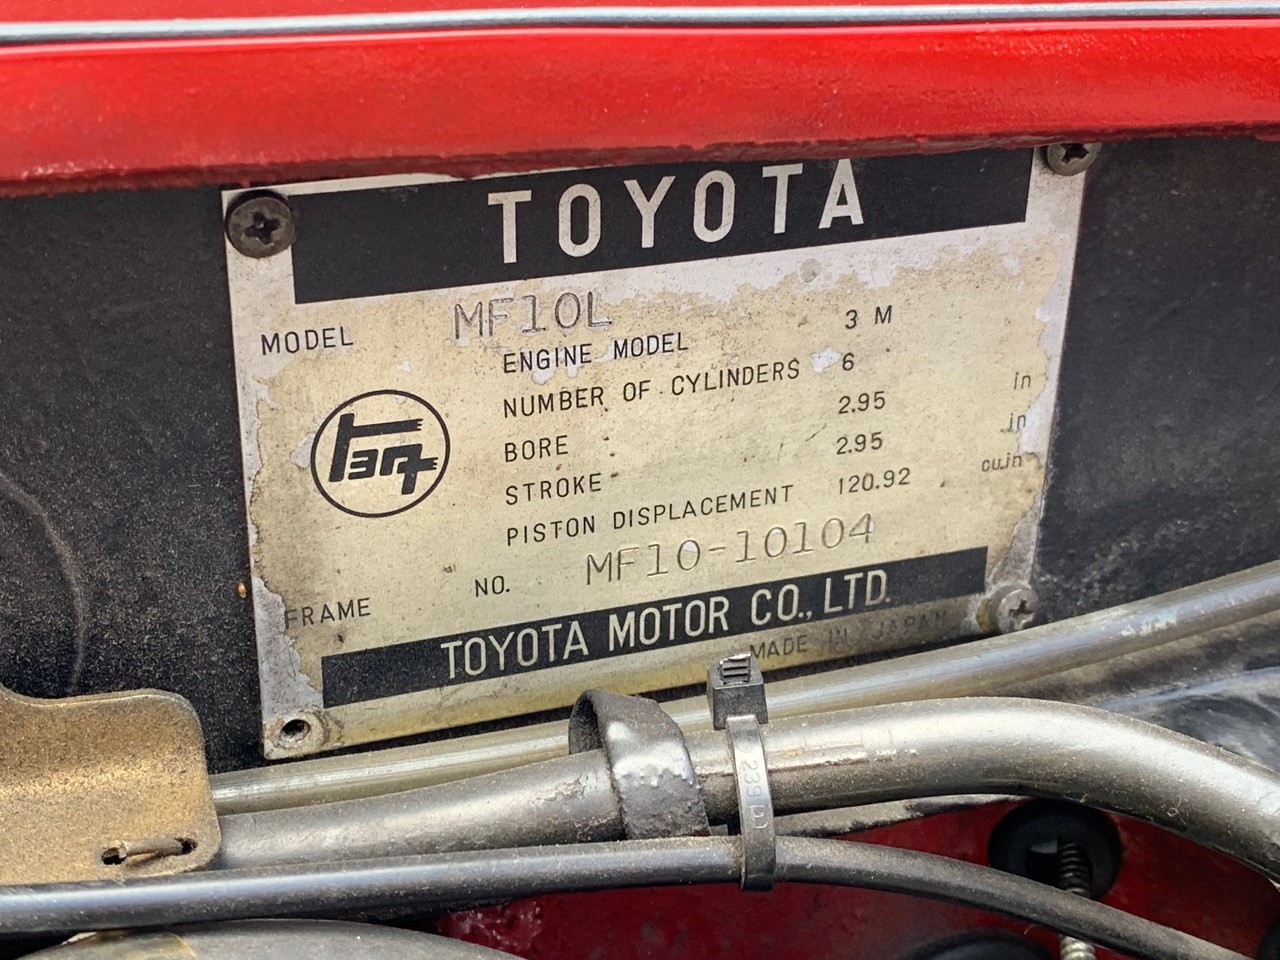 TOYOTA
MODEL MF10L
ENGINE MODEL 3 M
NUMBER OF CYLINDERS 6
BORE 2.95 in
STROKE 2.95 in
PISTON DISPLACEMENT 120.92 cu.in
FRAME NO. MF10-10104
TOYOTA MOTOR CO., LTD.
MADE IN JAPAN